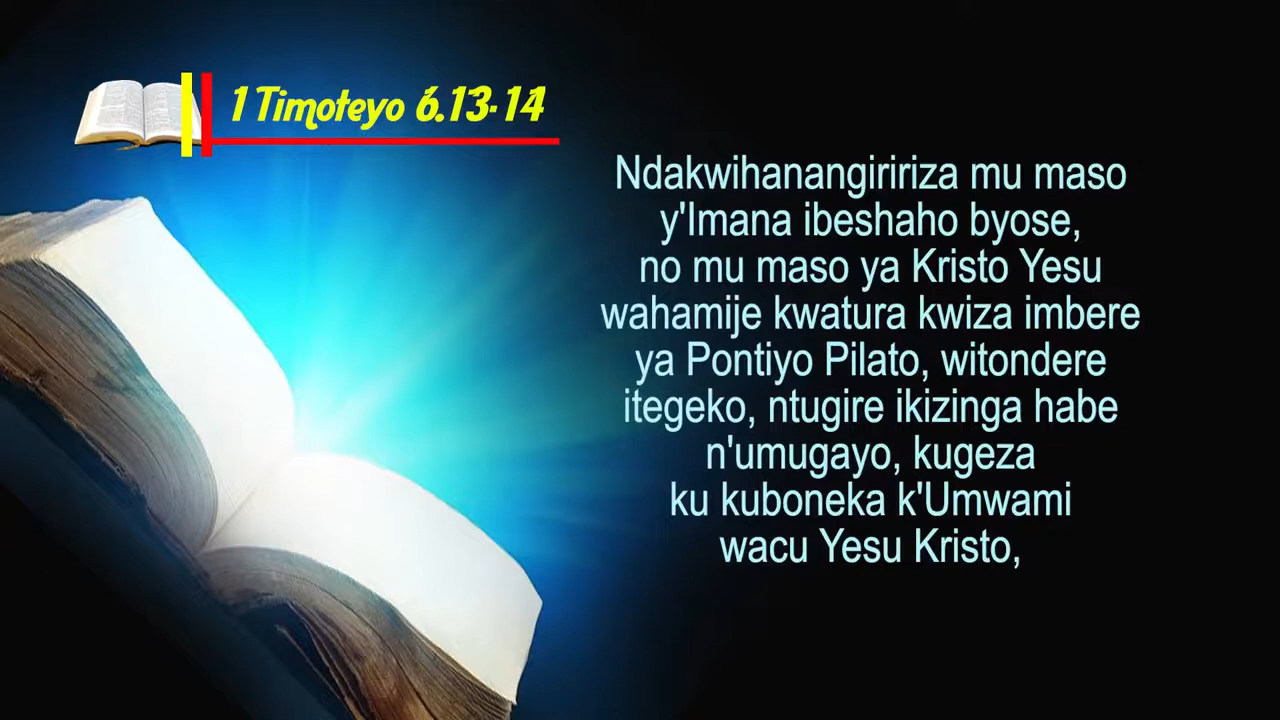 1 Timoteyo 6.13-14
Ndakwihanangiririza mu maso
y'Imana ibeshaho byose,
no mu maso ya Kristo Yesu
wahamije kwatura kwiza imbere
ya Pontiyo Pilato, witondere
itegeko, ntugire ikizinga habe
n'umugayo, kugeza
ku kuboneka k'Umwami
wacu Yesu Kristo,